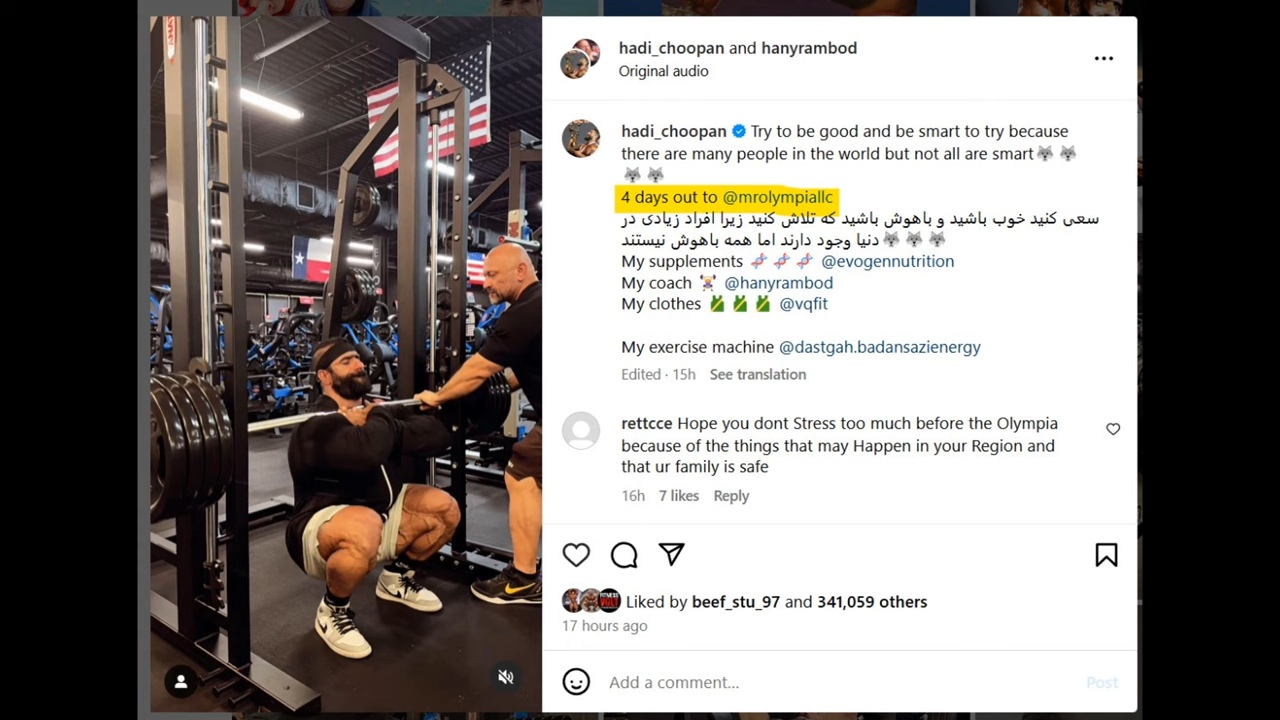 hadi_choopan and hanyrambod
Original audio
hadi_choopan Try to be good and be smart to try because
there are many people in the world but not all are smart🐺 🐺
🐺 🐺
4 days out to @mrolympiallc
سعی کنید خوب باشید و باهوش باشید که تلاش کنید زیرا افراد زیادی در
دنیا وجود دارند اما همه باهوش نیستند🐺 🐺 🐺
My supplements 🧬 🧬 🧬 @evogennutrition
My coach 🏋️ @hanyrambod
My clothes 🎽 🎽 🎽 @vqfit
My exercise machine @dastgah.badansazienergy
Edited · 15h See translation
rettcce Hope you dont Stress too much before the Olympia
because of the things that may Happen in your Region and
that ur family is safe
16h 7 likes Reply
Liked by beef_stu_97 and 341,059 others
17 hours ago
Add a comment...
Post